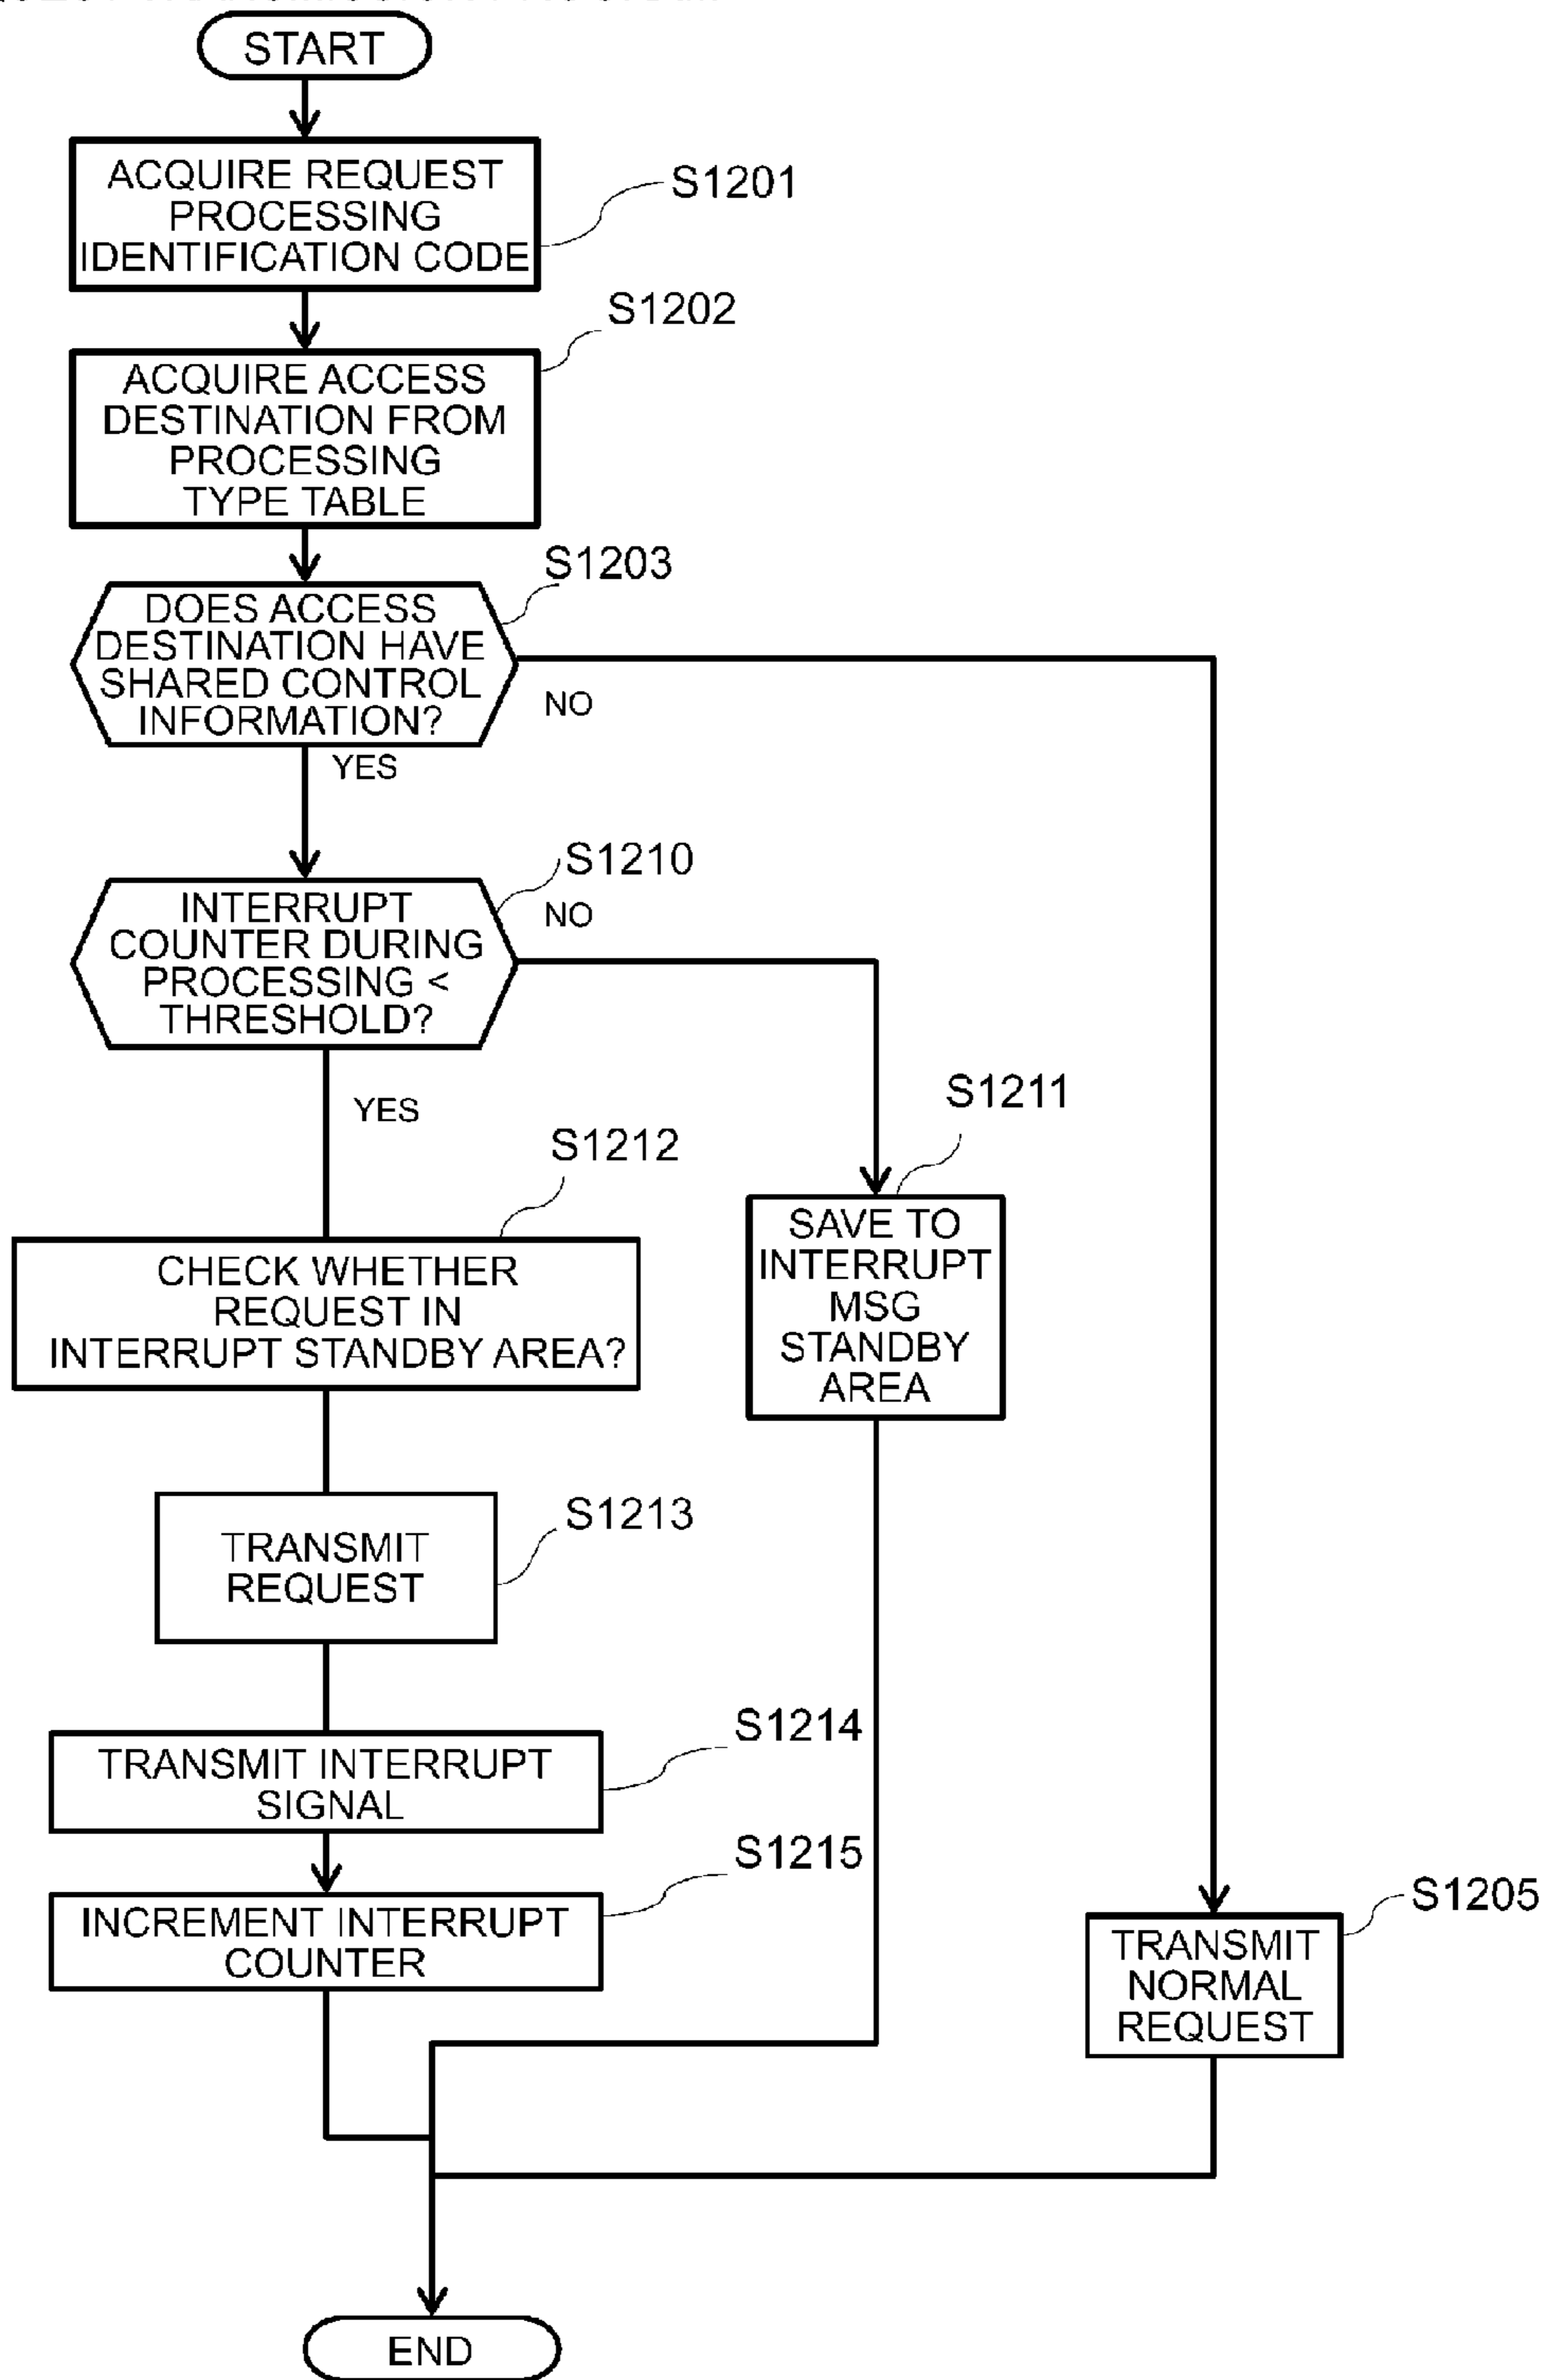 START
ACQUIRE REQUEST
PROCESSING
IDENTIFICATION CODE
S1201
S1202
ACQUIRE ACCESS
DESTINATION FROM
PROCESSING
TYPE TABLE
S1203
DOES ACCESS
DESTINATION HAVE
SHARED CONTROL
INFORMATION?
NO
YES
S1210
INTERRUPT
COUNTER DURING
PROCESSING <
THRESHOLD?
NO
YES
S1211
S1212
SAVE TO
INTERRUPT
MSG
STANDBY
AREA
CHECK WHETHER
REQUEST IN
INTERRUPT STANDBY AREA?
S1213
TRANSMIT
REQUEST
S1214
TRANSMIT INTERRUPT
SIGNAL
S1215
INCREMENT INTERRUPT
COUNTER
S1205
TRANSMIT
NORMAL
REQUEST
END